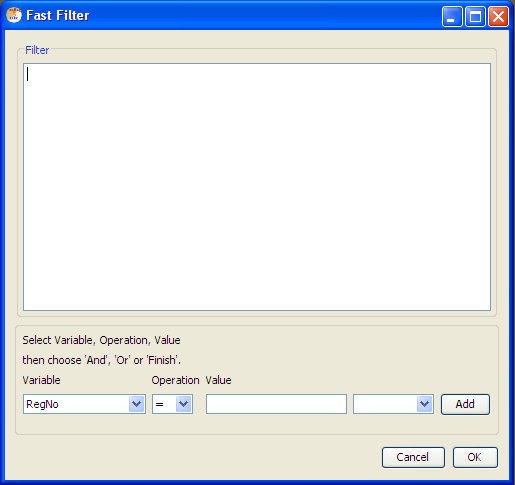 Fast Filter
Filter
Select Variable, Operation, Value
then choose 'And', 'Or' or 'Finish'.
Variable Operation Value
RegNo = Add
Cancel OK